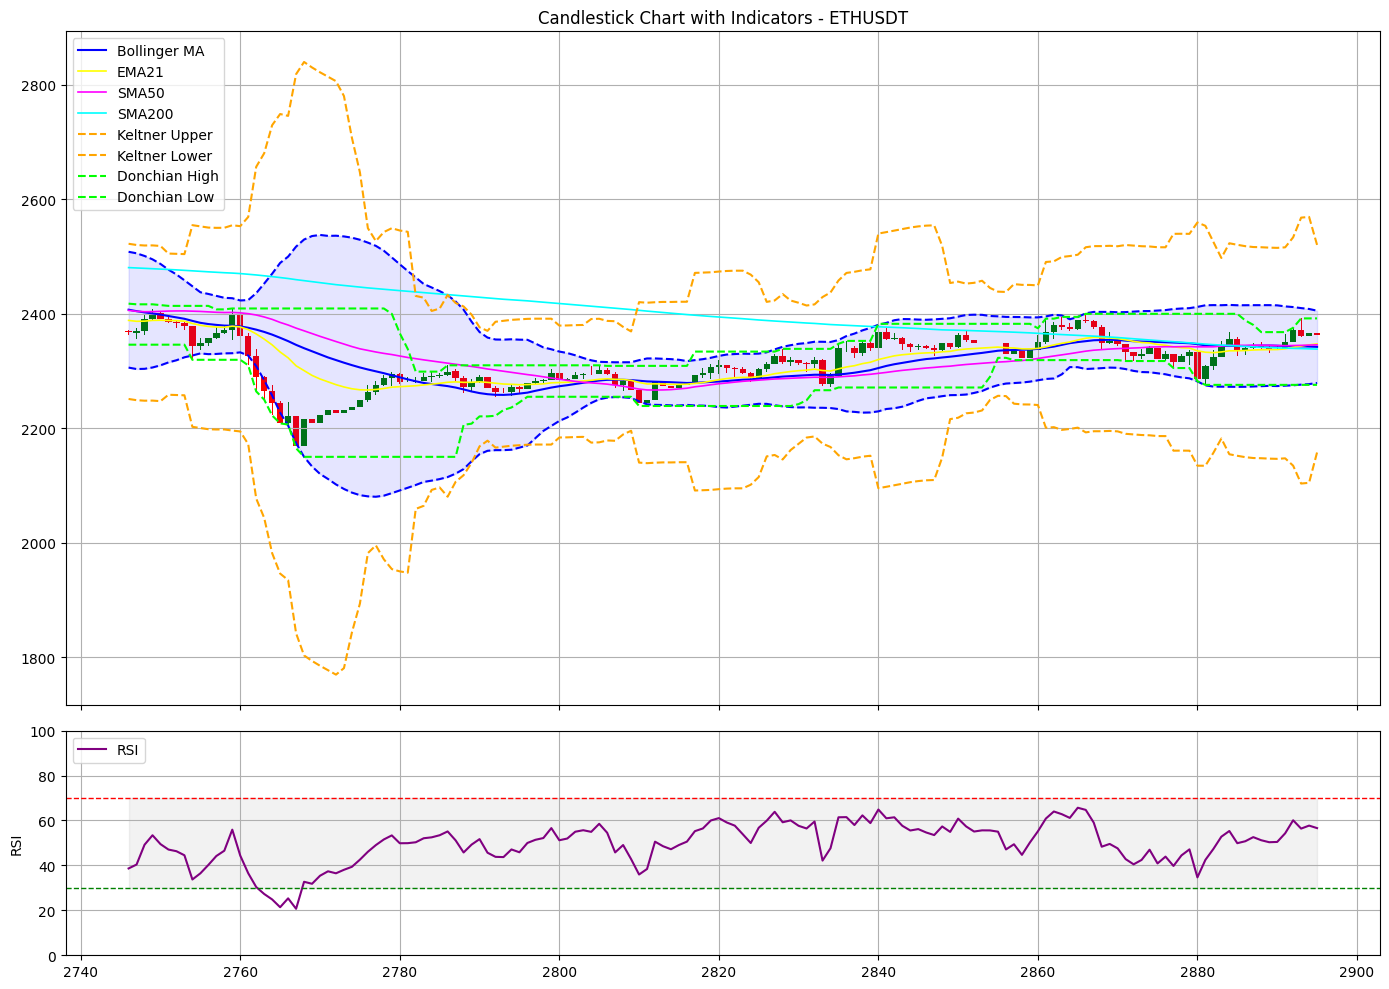 Candlestick Chart with Indicators - ETHUSDT
Bollinger MA
EMA21
SMA50
SMA200
Keltner Upper
Keltner Lower
Donchian High
Donchian Low
2800
2600
2400
2200
2000
1800
RSI
100
80
60
40
20
0
RSI
2740 2760 2780 2800 2820 2840 2860 2880 2900